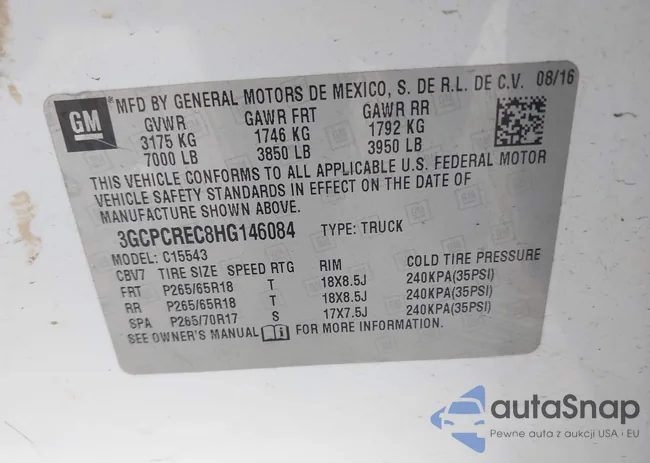 GM MFD BY GENERAL MOTORS DE MEXICO, S. DE R.L. DE C.V. 08/16
GVWR GAWR FRT GAWR RR
3175 KG 1746 KG 1792 KG
7000 LB 3850 LB 3950 LB
THIS VEHICLE CONFORMS TO ALL APPLICABLE U.S. FEDERAL MOTOR
VEHICLE SAFETY STANDARDS IN EFFECT ON THE DATE OF
MANUFACTURE SHOWN ABOVE.
3GCPCREC8HG146084 TYPE: TRUCK
MODEL: C15543
CBV7 TIRE SIZE SPEED RTG RIM COLD TIRE PRESSURE
FRT P265/65R18 T 18X8.5J 240KPA(35PSI)
RR P265/65R18 T 18X8.5J 240KPA(35PSI)
SPA P265/70R17 S 17X7.5J 240KPA(35PSI)
SEE OWNER'S MANUAL FOR MORE INFORMATION.
autaSnap
Pewne auta z aukcji USA i EU